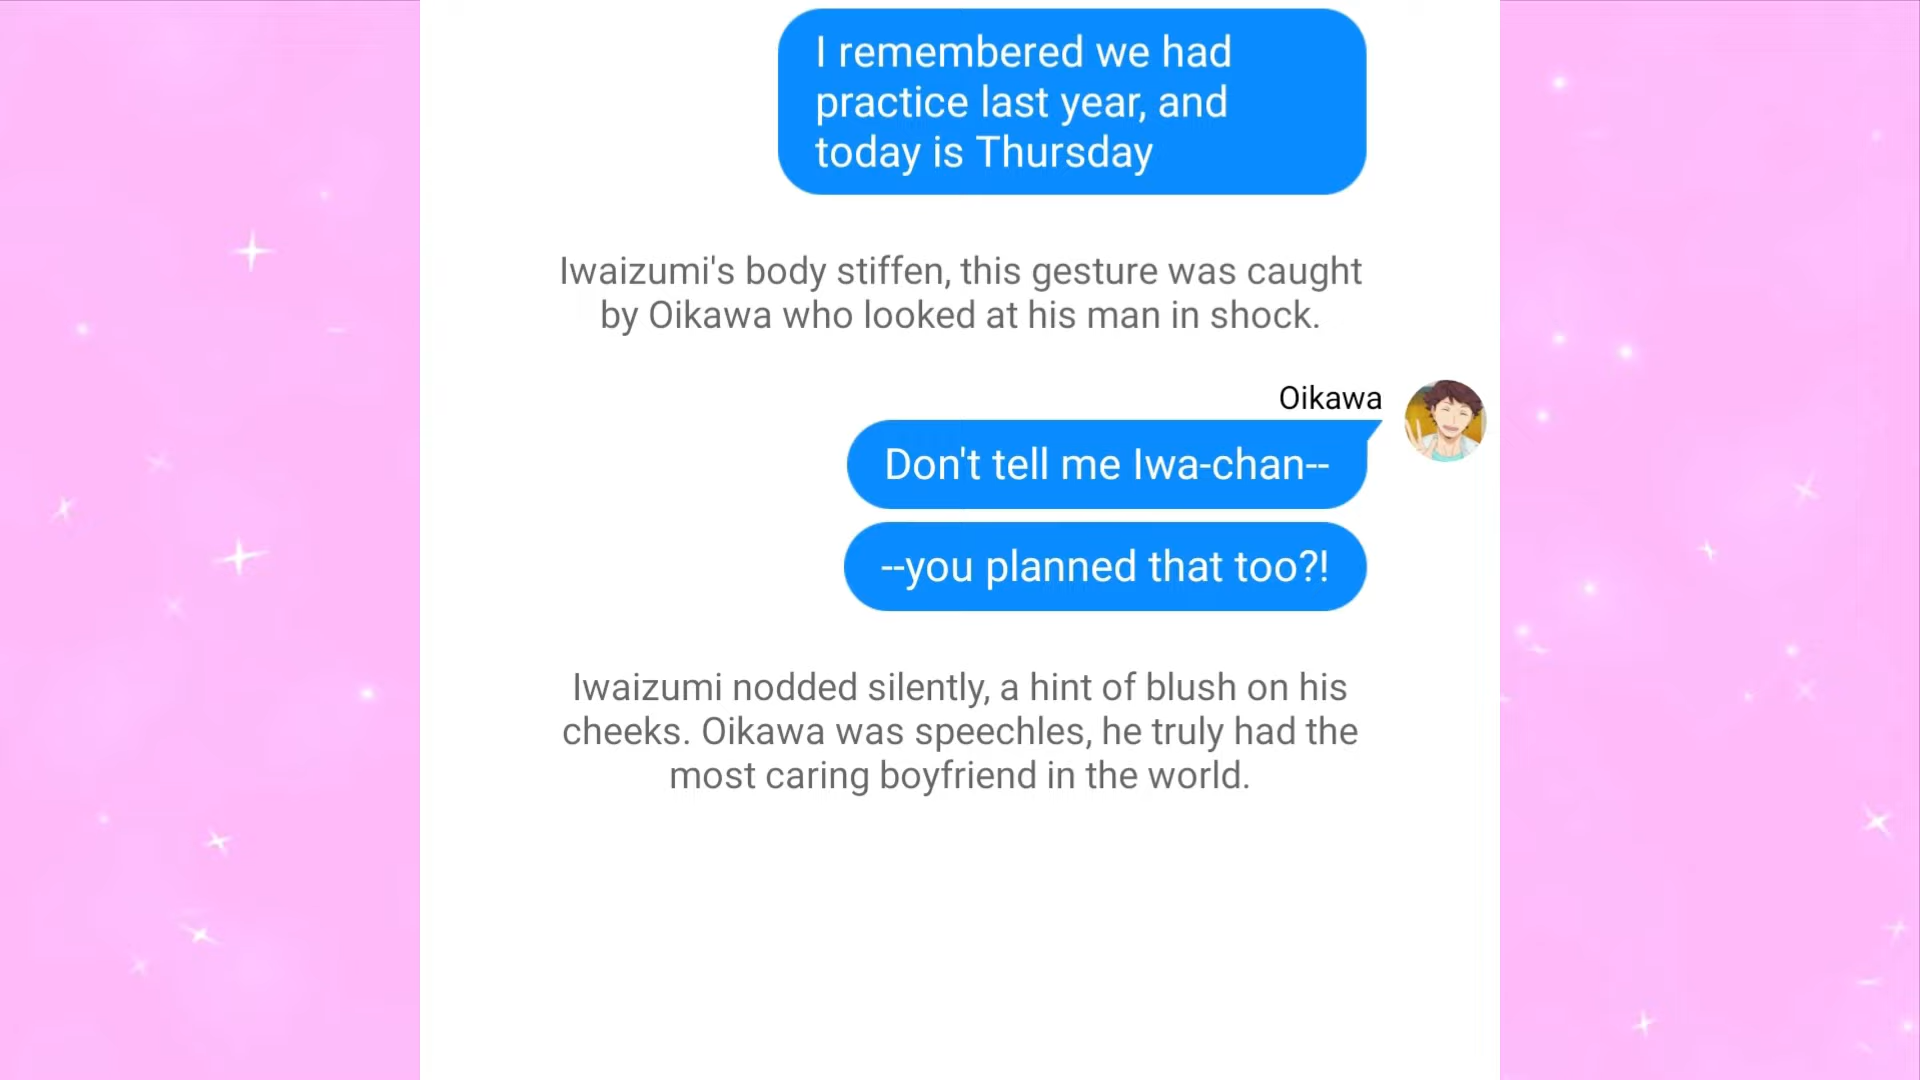 I remembered we had
practice last year, and
today is Thursday
Iwaizumi's body stiffen, this gesture was caught
by Oikawa who looked at his man in shock.
Oikawa
Don't tell me Iwa-chan--
--you planned that too?!
Iwaizumi nodded silently, a hint of blush on his
cheeks. Oikawa was speechles, he truly had the
most caring boyfriend in the world.